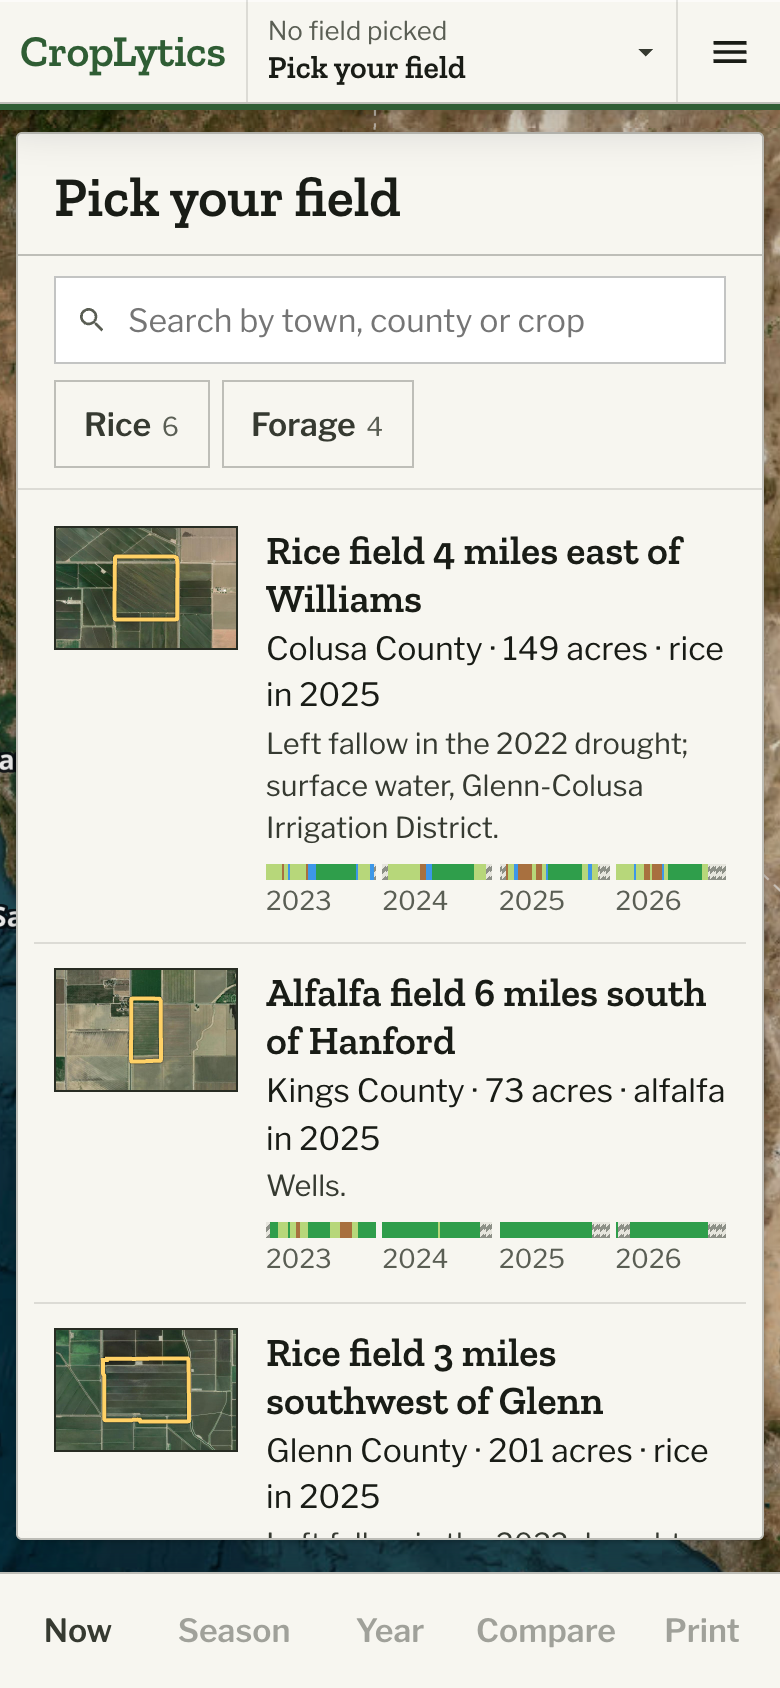 CropLytics
No field picked
Pick your field
Pick your field
Search by town, county or crop
Rice 6
Forage 4
Rice field 4 miles east of
Williams
Colusa County · 149 acres · rice
in 2025
Left fallow in the 2022 drought;
surface water, Glenn-Colusa
Irrigation District.
2023 2024 2025 2026
Alfalfa field 6 miles south
of Hanford
Kings County · 73 acres · alfalfa
in 2025
Wells.
2023 2024 2025 2026
Rice field 3 miles
southwest of Glenn
Glenn County · 201 acres · rice
in 2025
Now Season Year Compare Print